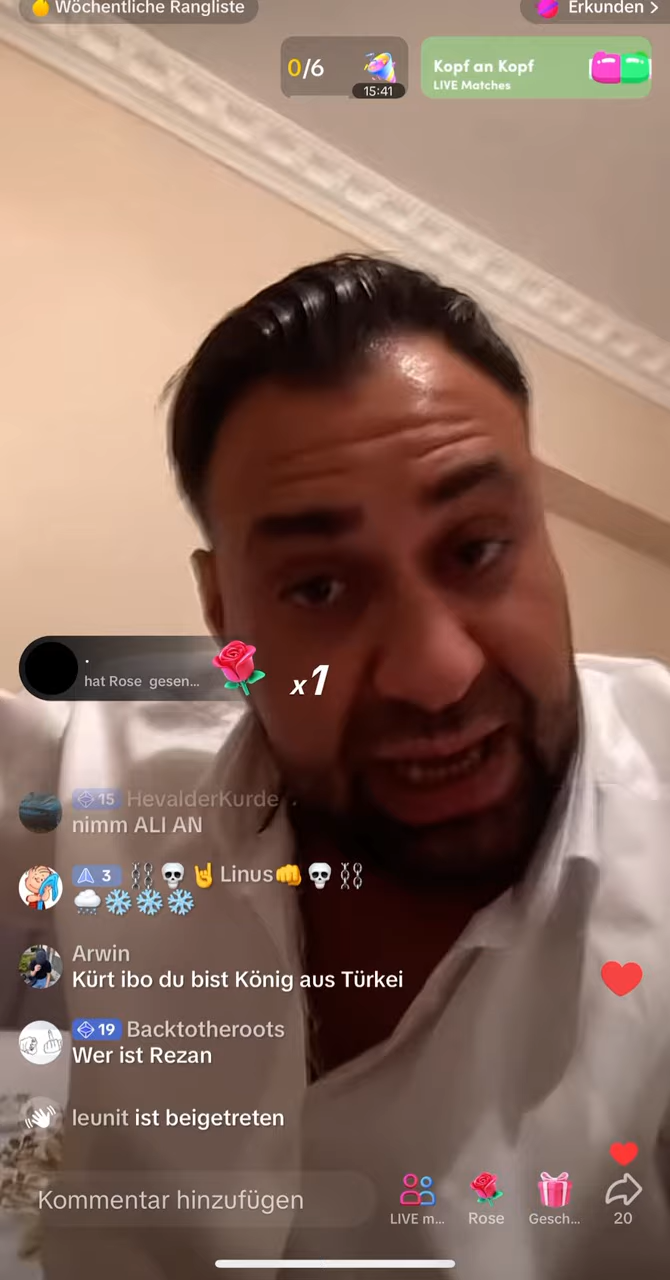 Wöchentliche Rangliste
Erkunden >
0/6
15:41
Kopf an Kopf
LIVE Matches
.
hat Rose gesen...
x1
15 HevalderKurde .
nimm ALI AN
3 Linus
Arwin
Kürt ibo du bist König aus Türkei
19 Backtotheroots
Wer ist Rezan
leunit ist beigetreten
Kommentar hinzufügen
LIVE m...
Rose
Gesch...
20